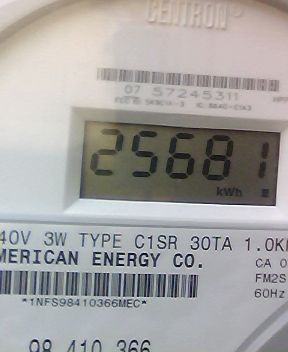 CENTRON®
07 57245311
25681
kWh
40V 3W TYPE C1SR 30TA 1.0K
MERICAN ENERGY CO.
CA 0
FM2S
60Hz
*1NFS98410366MEC*
98 410 366